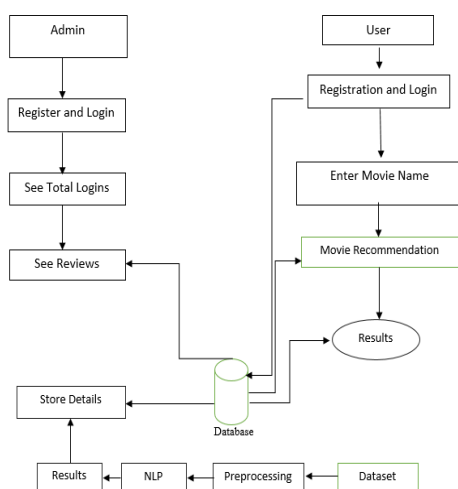 Admin
User
Register and Login
Registration and Login
See Total Logins
Enter Movie Name
See Reviews
Movie Recommendation
Results
Store Details
Database
Results
NLP
Preprocessing
Dataset